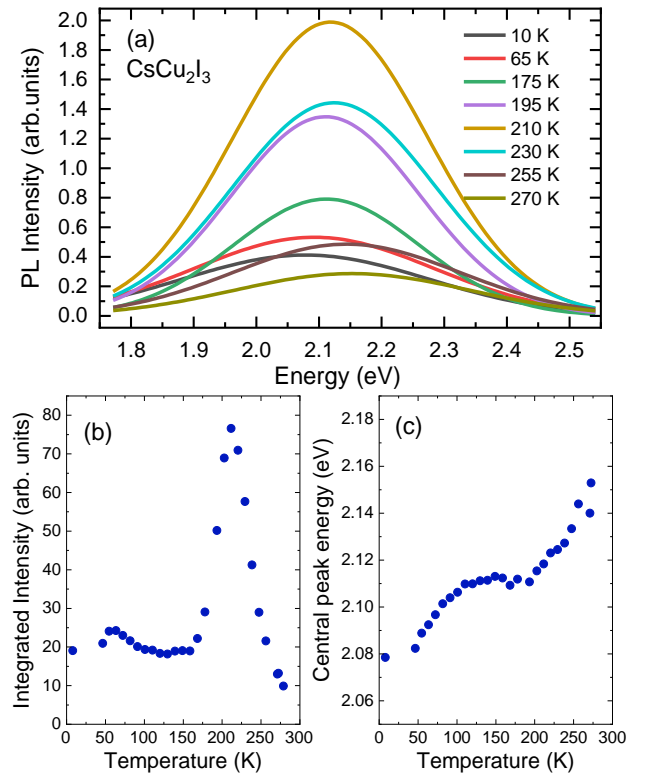 (a)
CsCu₂I₃
10 K
65 K
175 K
195 K
210 K
230 K
255 K
270 K
PL Intensity (arb.units)
2.0
1.8
1.6
1.4
1.2
1.0
0.8
0.6
0.4
0.2
0.0
1.8 1.9 2.0 2.1 2.2 2.3 2.4 2.5
Energy (eV)
(b)
Integrated Intensity (arb. units)
80
70
60
50
40
30
20
10
0
0 50 100 150 200 250 300
Temperature (K)
(c)
Central peak energy (eV)
2.18
2.16
2.14
2.12
2.10
2.08
2.06
0 50 100 150 200 250 300
Temperature (K)